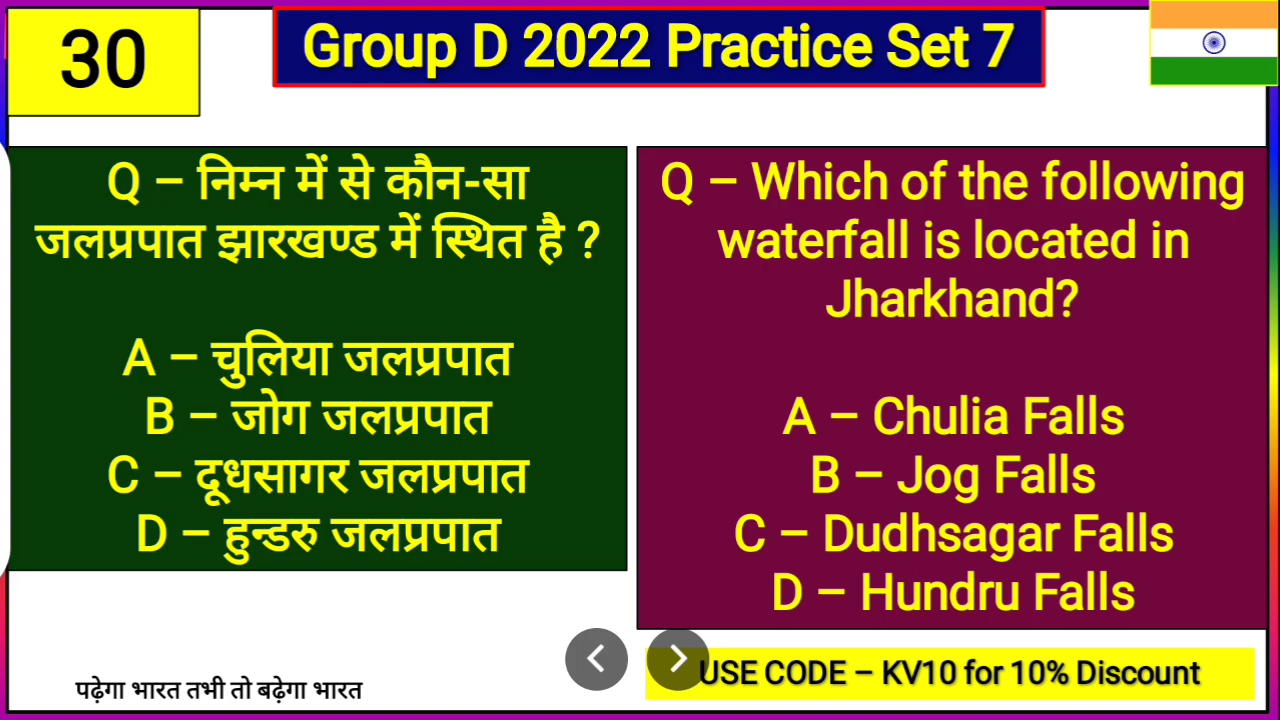 30
Group D 2022 Practice Set 7
Q – निम्न में से कौन-सा
जलप्रपात झारखण्ड में स्थित है ?
A – चुलिया जलप्रपात
B – जोग जलप्रपात
C – दूधसागर जलप्रपात
D – हुन्डरु जलप्रपात
Q – Which of the following
waterfall is located in
Jharkhand?
A – Chulia Falls
B – Jog Falls
C – Dudhsagar Falls
D – Hundru Falls
पढ़ेगा भारत तभी तो बढ़ेगा भारत
USE CODE – KV10 for 10% Discount